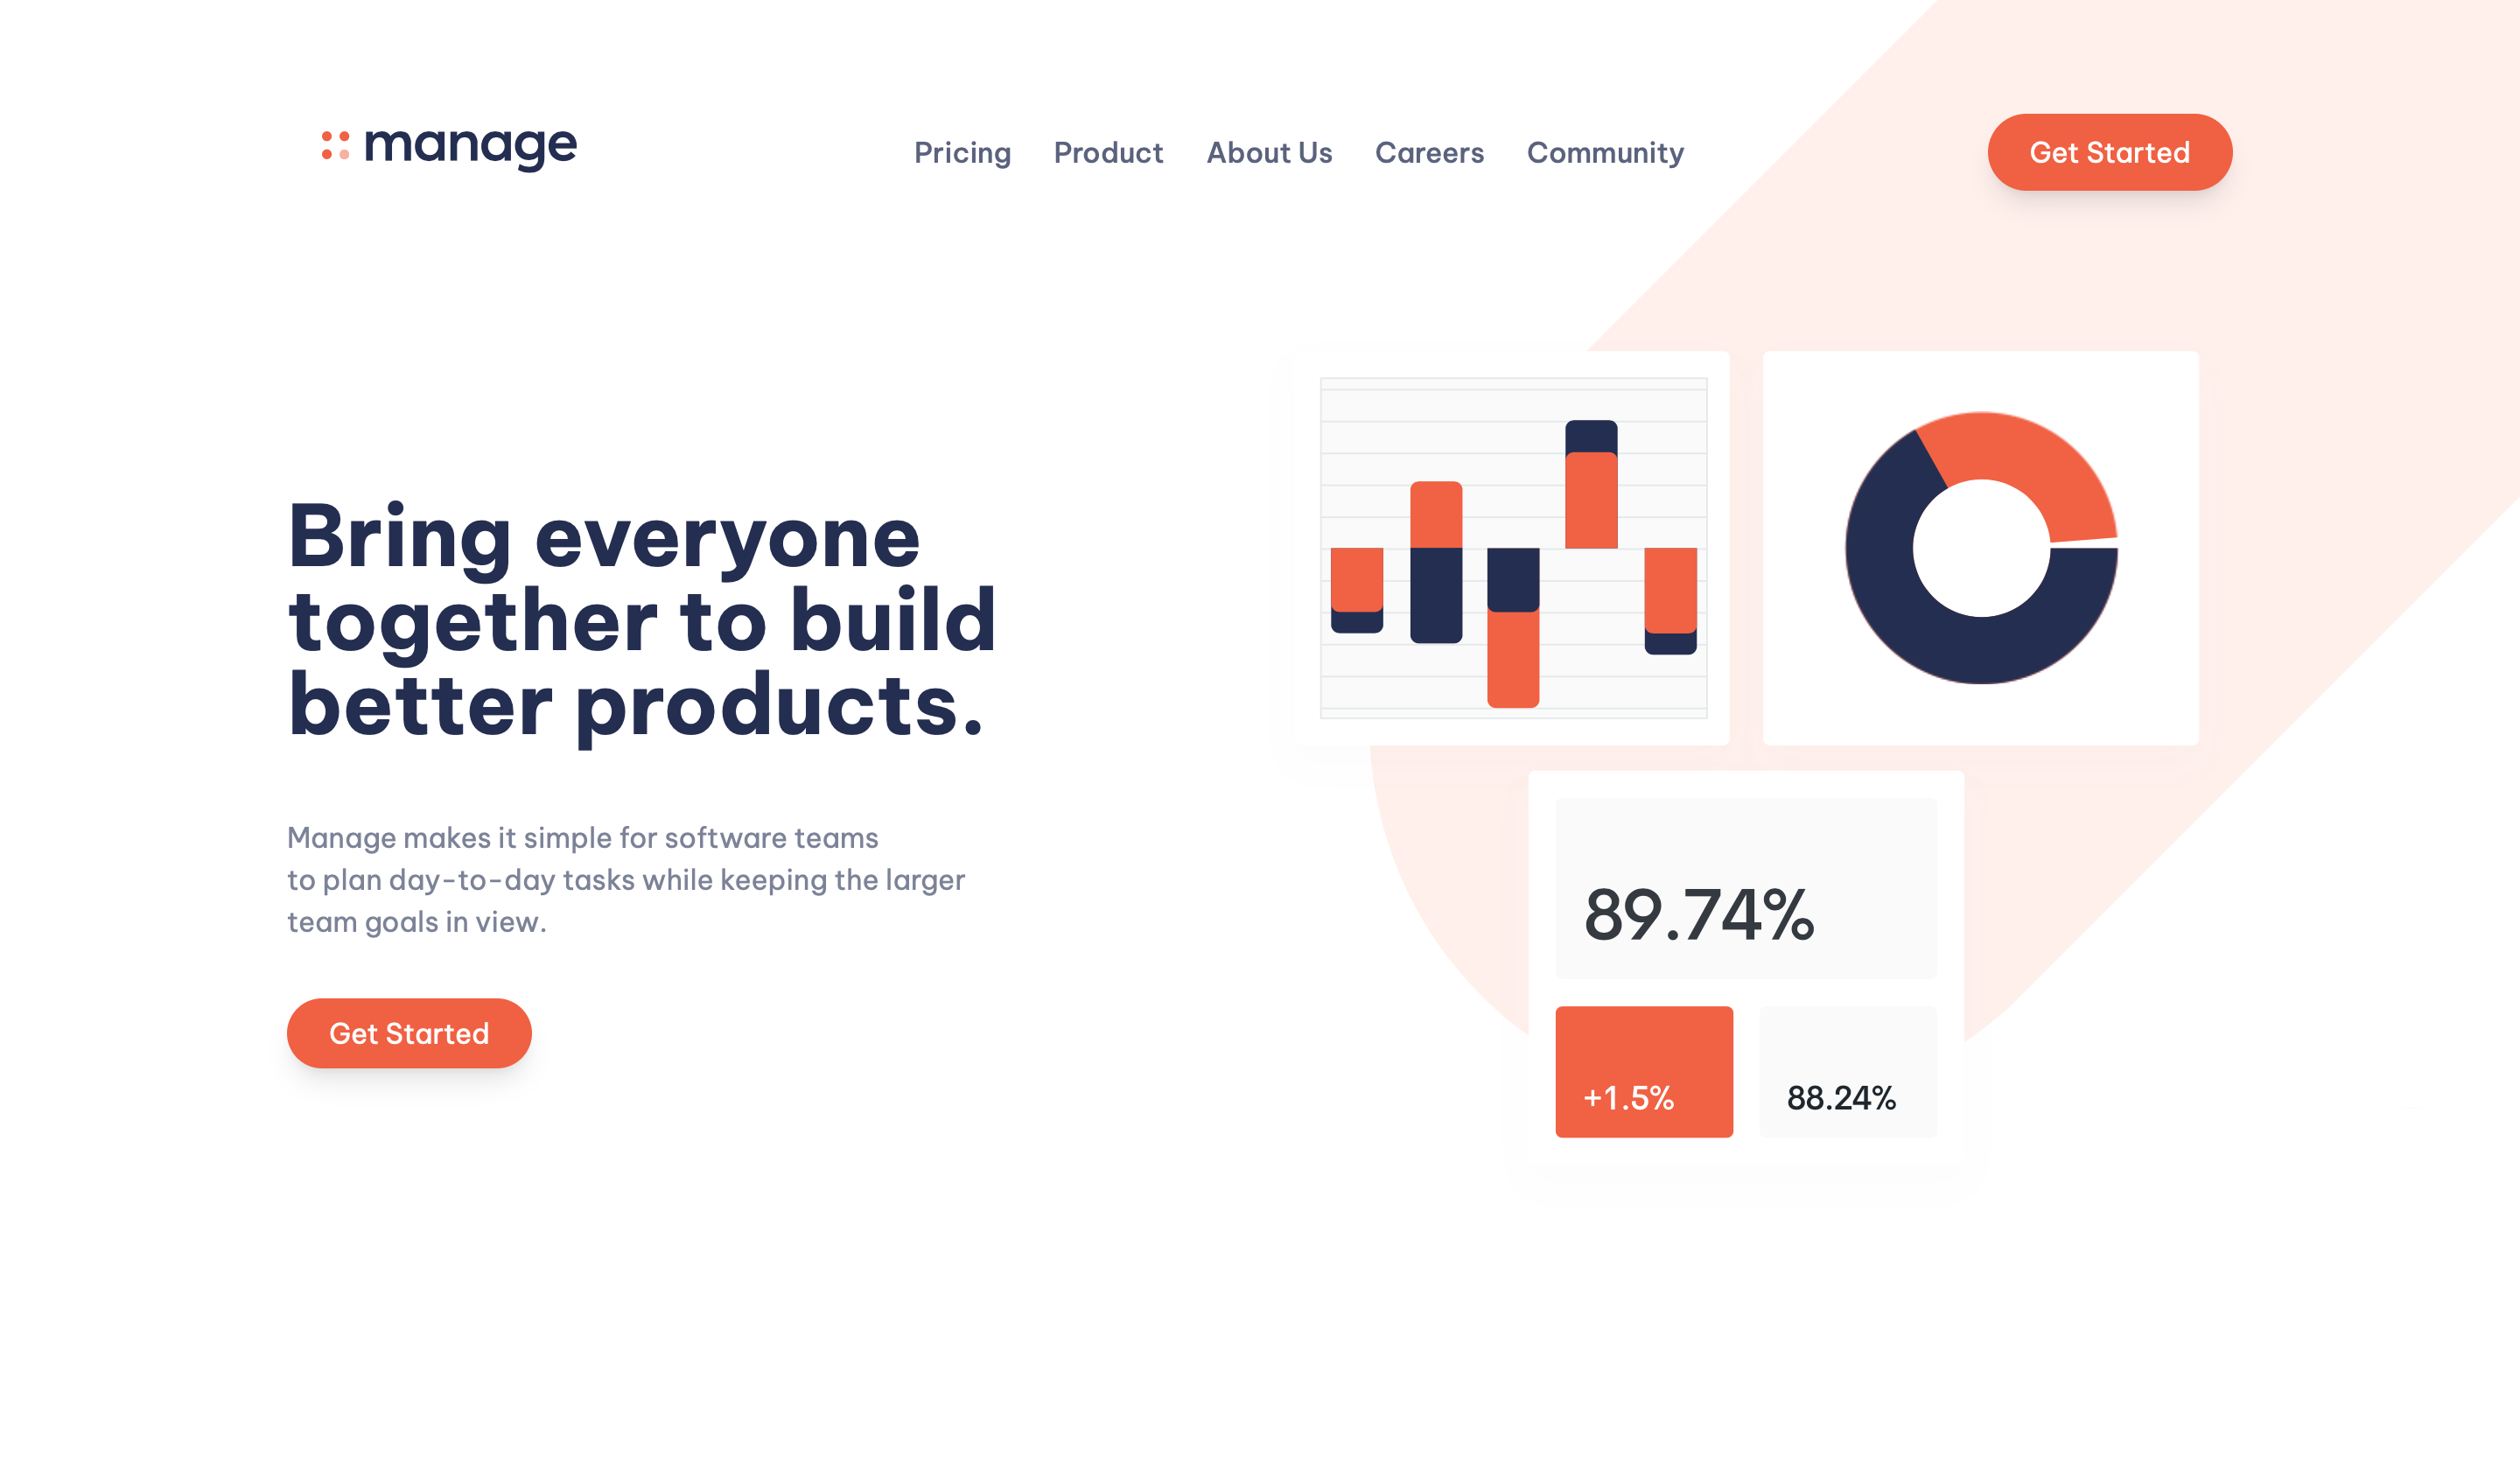 manage
Pricing Product About Us Careers Community
Get Started
Bring everyone
together to build
better products.
Manage makes it simple for software teams
to plan day-to-day tasks while keeping the larger
team goals in view.
Get Started
89.74%
+1.5%
88.24%